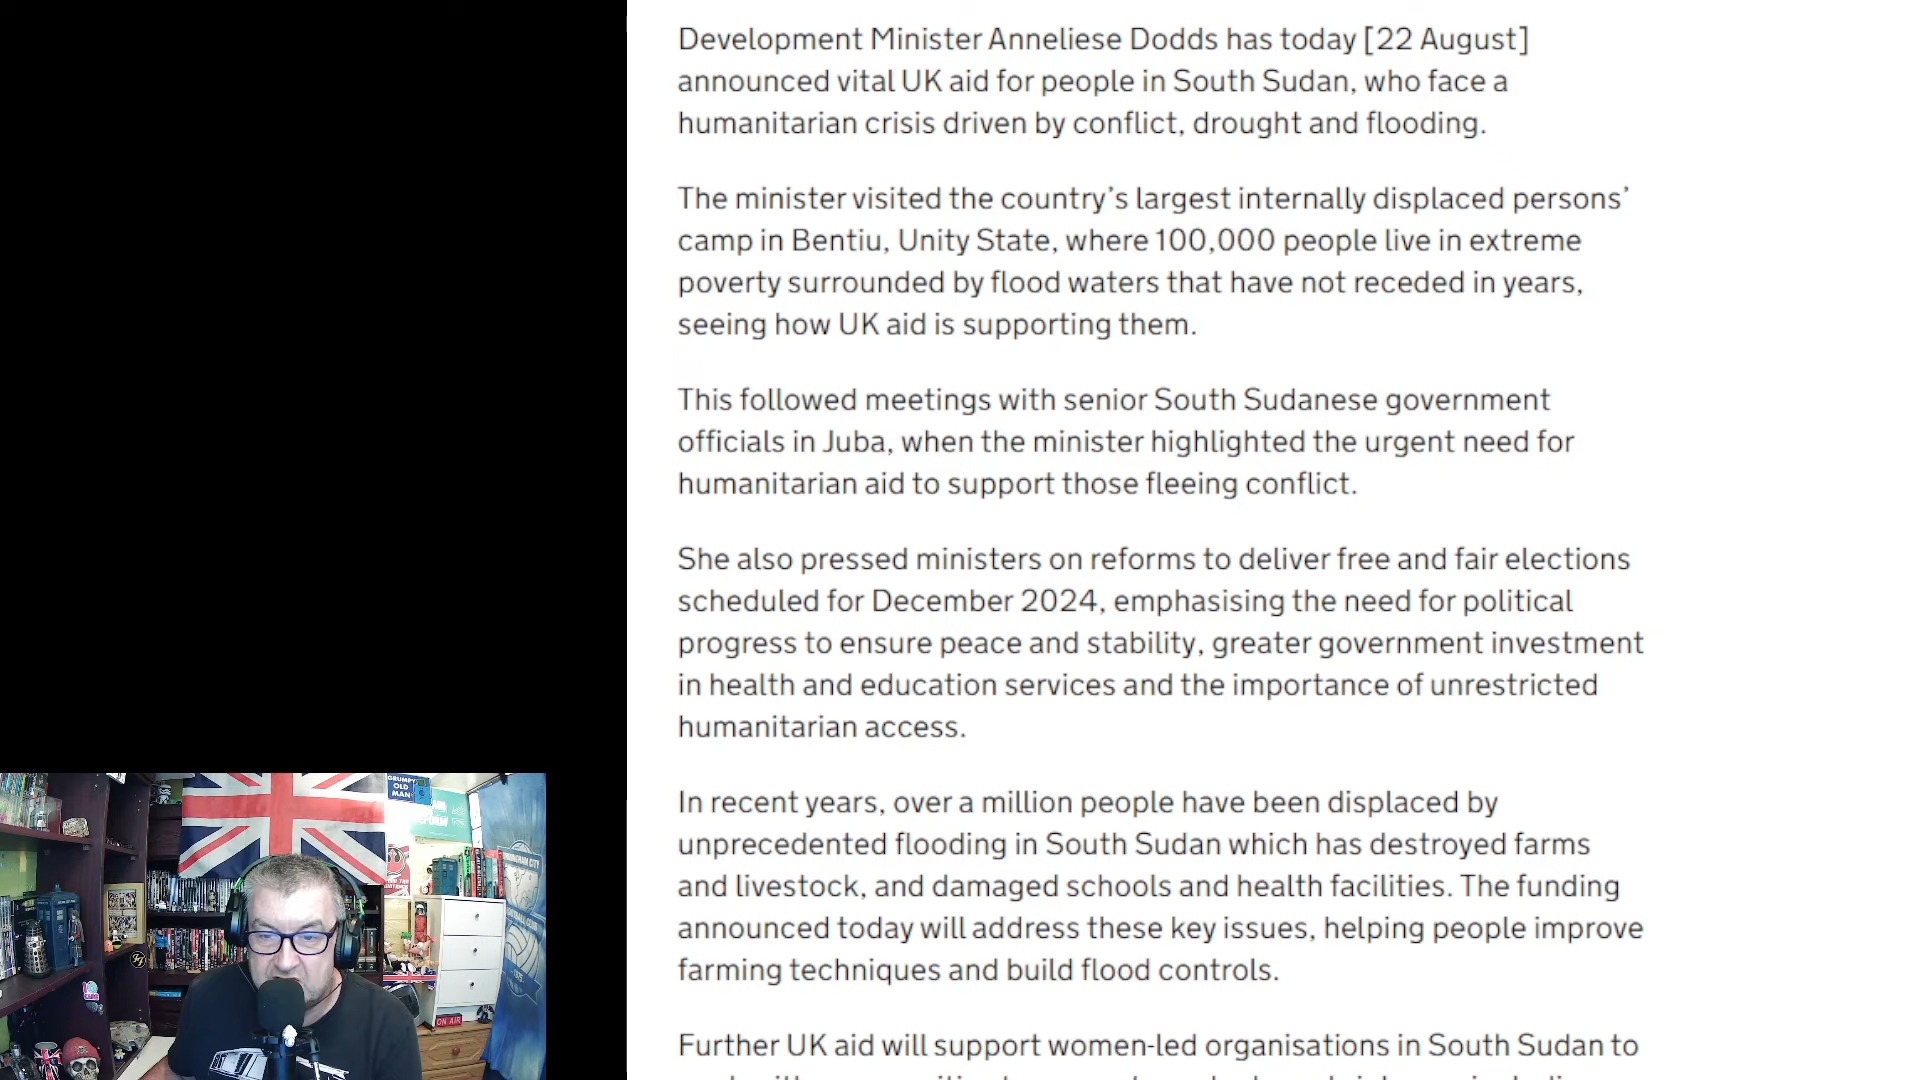 Development Minister Anneliese Dodds has today [22 August]
announced vital UK aid for people in South Sudan, who face a
humanitarian crisis driven by conflict, drought and flooding.
The minister visited the country’s largest internally displaced persons’
camp in Bentiu, Unity State, where 100,000 people live in extreme
poverty surrounded by flood waters that have not receded in years,
seeing how UK aid is supporting them.
This followed meetings with senior South Sudanese government
officials in Juba, when the minister highlighted the urgent need for
humanitarian aid to support those fleeing conflict.
She also pressed ministers on reforms to deliver free and fair elections
scheduled for December 2024, emphasising the need for political
progress to ensure peace and stability, greater government investment
in health and education services and the importance of unrestricted
humanitarian access.
In recent years, over a million people have been displaced by
unprecedented flooding in South Sudan which has destroyed farms
and livestock, and damaged schools and health facilities. The funding
announced today will address these key issues, helping people improve
farming techniques and build flood controls.
Further UK aid will support women-led organisations in South Sudan to
GRUMPY
OLD
MAN
ON AIR